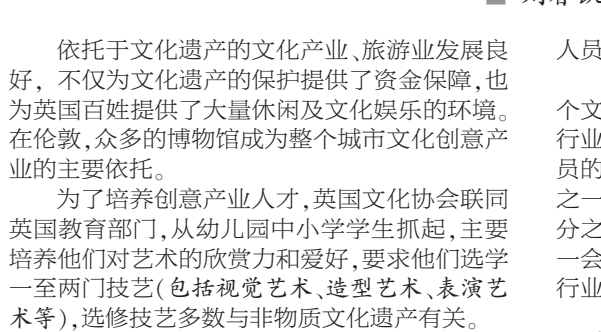 依托于文化遗产的文化产业、旅游业发展良
好，不仅为文化遗产的保护提供了资金保障,也
为英国百姓提供了大量休闲及文化娱乐的环境。
在伦敦,众多的博物馆成为整个城市文化创意产
业的主要依托。
为了培养创意产业人才,英国文化协会联同
英国教育部门,从幼儿园中小学学生抓起,主要
培养他们对艺术的欣赏力和爱好,要求他们选学
一至两门技艺(包括视觉艺术、造型艺术、表演艺
术等),选修技艺多数与非物质文化遗产有关。
人员
个文
行业
员的
之一
分之
一会
行业